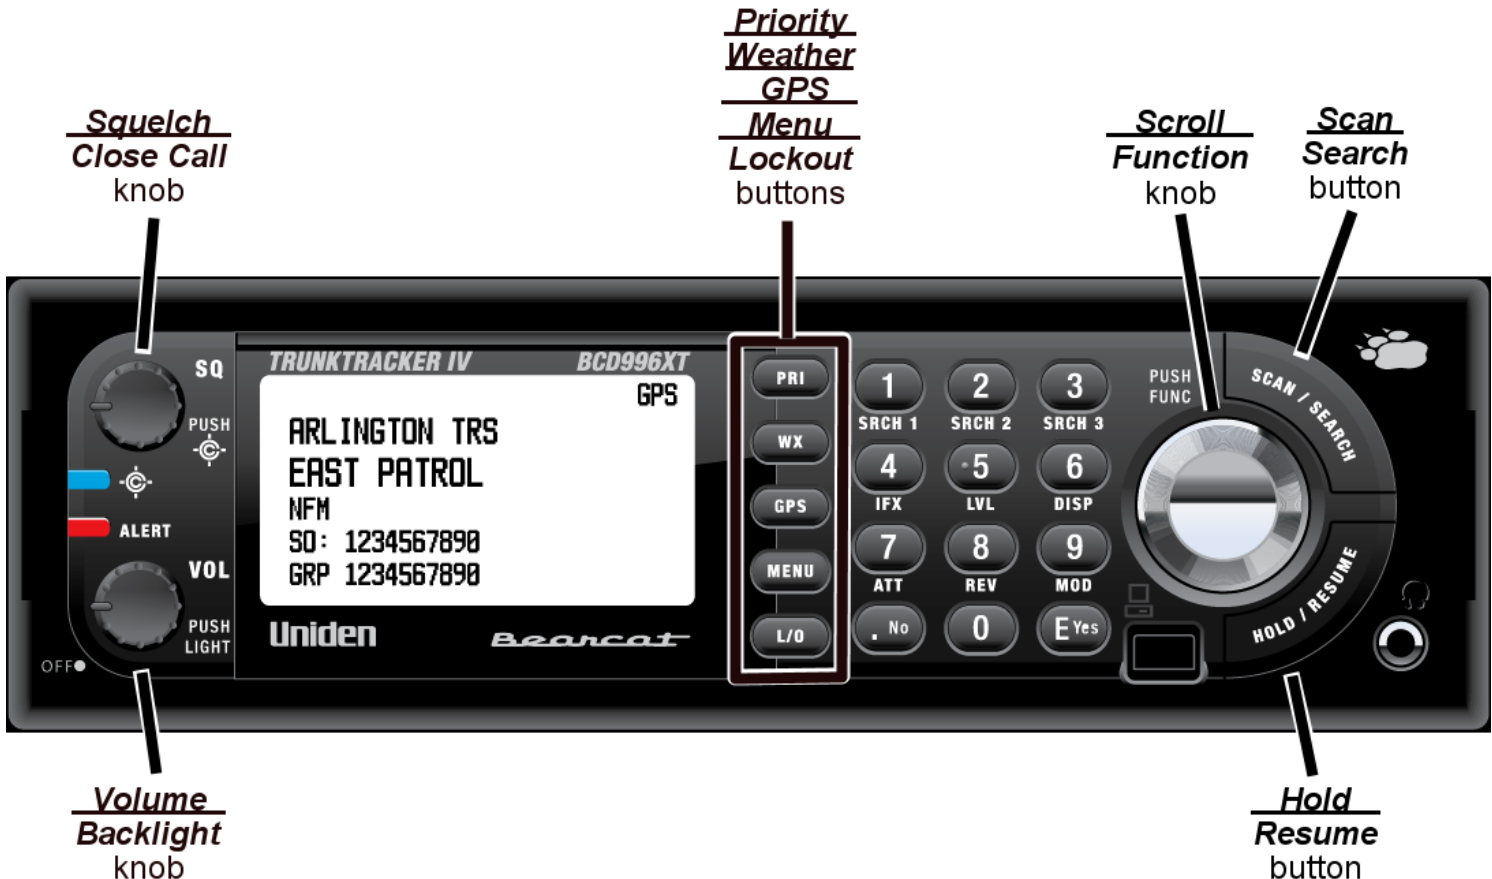 Priority
Weather
GPS
Menu
Lockout
buttons
Squelch
Close Call
knob
Scroll
Function
knob
Scan
Search
button
TRUNKTRACKER IV
BCD996XT
SQ
PUSH
C
C
ALERT
VOL
PUSH
LIGHT
OFF
GPS
ARLINGTON TRS
EAST PATROL
NFM
SO: 1234567890
GRP 1234567890
Uniden
Bearcat
PRI
WX
GPS
MENU
L/O
1 2 3
SRCH 1 SRCH 2 SRCH 3
4 5 6
IFX LVL DISP
7 8 9
ATT REV MOD
. No 0 E Yes
PUSH
FUNC
SCAN / SEARCH
HOLD / RESUME
Volume
Backlight
knob
Hold
Resume
button